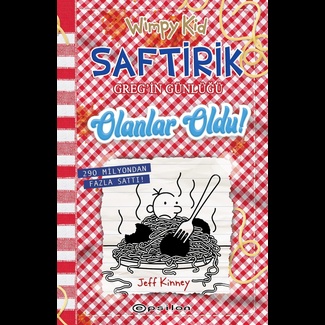 Wimpy Kid
SAFTİRİK
GREG'İN GÜNLÜĞÜ
Olanlar Oldu!
290 MİLYONDAN
FAZLA SATTI!
Jeff Kinney
epsilon